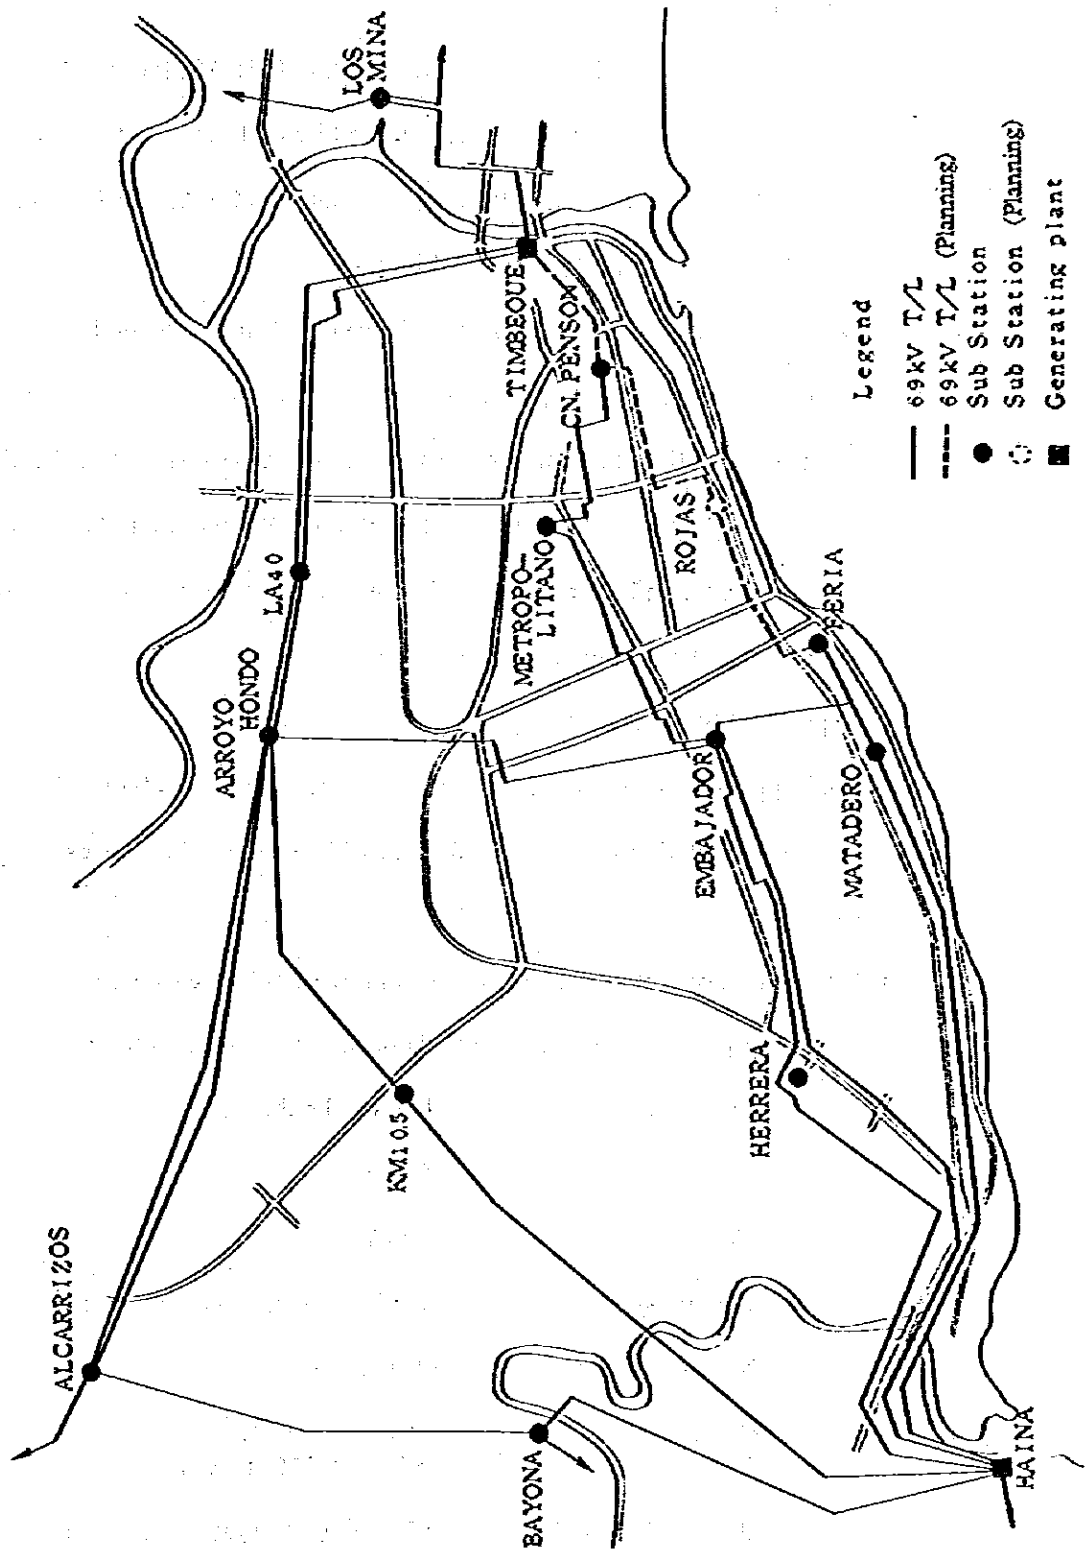 LOS
MINA
ARROYO
HONDO
LA40
TIMBEQUE
CN. PENSON
METROPO-
LITANO
ROJAS
FERIA
EMBAJADOR
MATADERO
HERRERA
KM10.5
ALCARRIZOS
BAYONA
HAINA
Legend
69kV T/L
69kV T/L (Planning)
Sub Station
Sub Station (Planning)
Generating plant